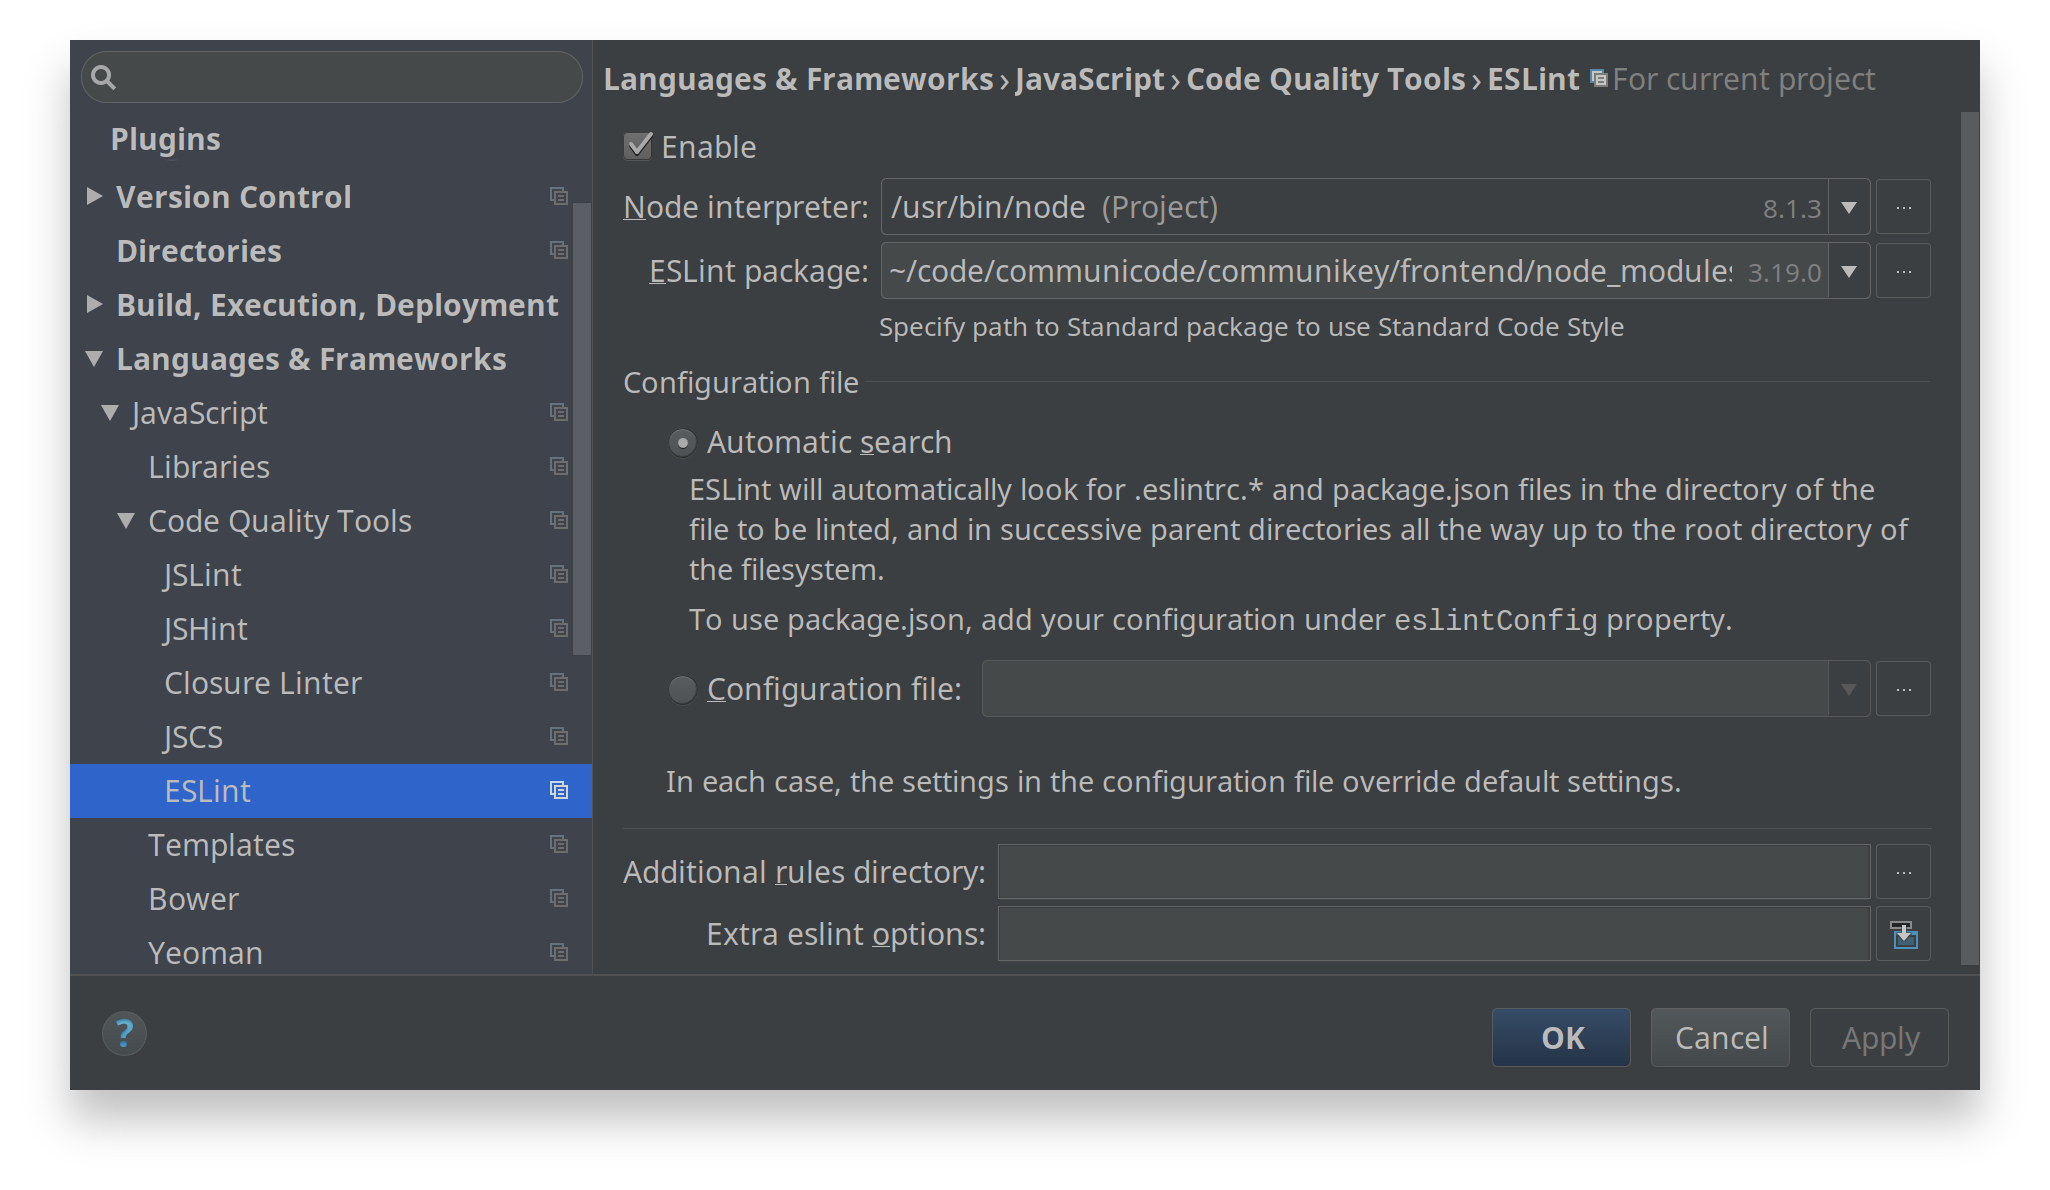 Plugins
Version Control
Directories
Build, Execution, Deployment
Languages & Frameworks
JavaScript
Libraries
Code Quality Tools
JSLint
JSHint
Closure Linter
JSCS
ESLint
Templates
Bower
Yeoman
Languages & Frameworks › JavaScript › Code Quality Tools › ESLint For current project
Enable
Node interpreter: /usr/bin/node (Project) 8.1.3 ...
ESLint package: ~/code/communicode/communikey/frontend/node_modules 3.19.0 ...
Specify path to Standard package to use Standard Code Style
Configuration file
Automatic search
ESLint will automatically look for .eslintrc.* and package.json files in the directory of the
file to be linted, and in successive parent directories all the way up to the root directory of
the filesystem.
To use package.json, add your configuration under eslintConfig property.
Configuration file: ...
In each case, the settings in the configuration file override default settings.
Additional rules directory: ...
Extra eslint options:
? OK Cancel Apply